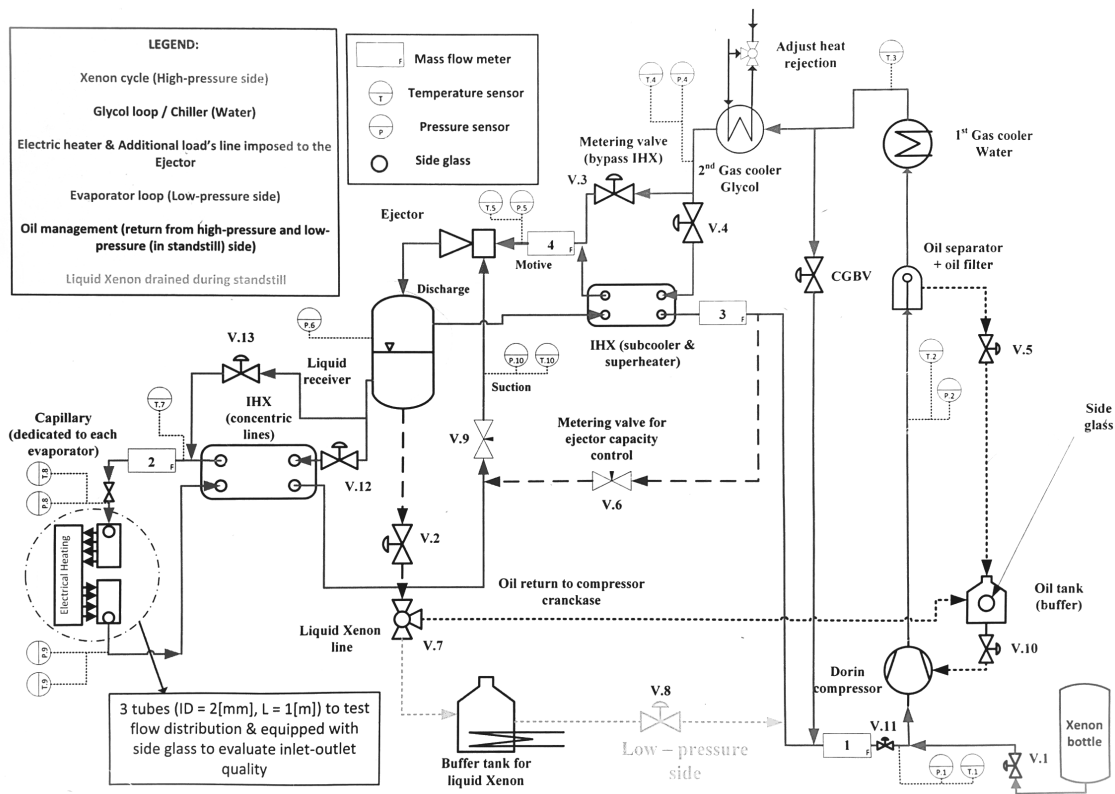 LEGEND:
Xenon cycle (High-pressure side)
Glycol loop / Chiller (Water)
Electric heater & Additional load's line imposed to the
Ejector
Evaporator loop (Low-pressure side)
Oil management (return from high-pressure and low-
pressure (in standstill) side)
Liquid Xenon drained during standstill
F
Mass flow meter
T
Temperature sensor
P
Pressure sensor
Side glass
Adjust heat
rejection
T.4
P.4
T.3
1st Gas cooler
Water
2nd Gas cooler
Glycol
Metering valve
(bypass IHX)
V.3
V.4
T.5
P.5
Ejector
4
F
Motive
Discharge
CGBV
Oil separator
+ oil filter
P.6
3
F
IHX (subcooler &
superheater)
V.13
Liquid
receiver
P.10
T.10
Suction
T.2
P.2
V.5
T.7
IHX
(concentric
lines)
Capillary
(dedicated to each
evaporator)
2
F
V.12
V.9
Metering valve for
ejector capacity
control
V.6
Side
glass
T.8
P.8
Electrical Heating
V.2
Oil return to compressor
cranckase
Oil tank
(buffer)
Liquid Xenon
line
V.7
V.10
P.9
T.9
Dorin
compressor
3 tubes (ID = 2[mm], L = 1[m]) to test
flow distribution & equipped with
side glass to evaluate inlet-outlet
quality
V.8
Low – pressure
side
Buffer tank for
liquid Xenon
1
F
V.11
P.1
T.1
V.1
Xenon
bottle